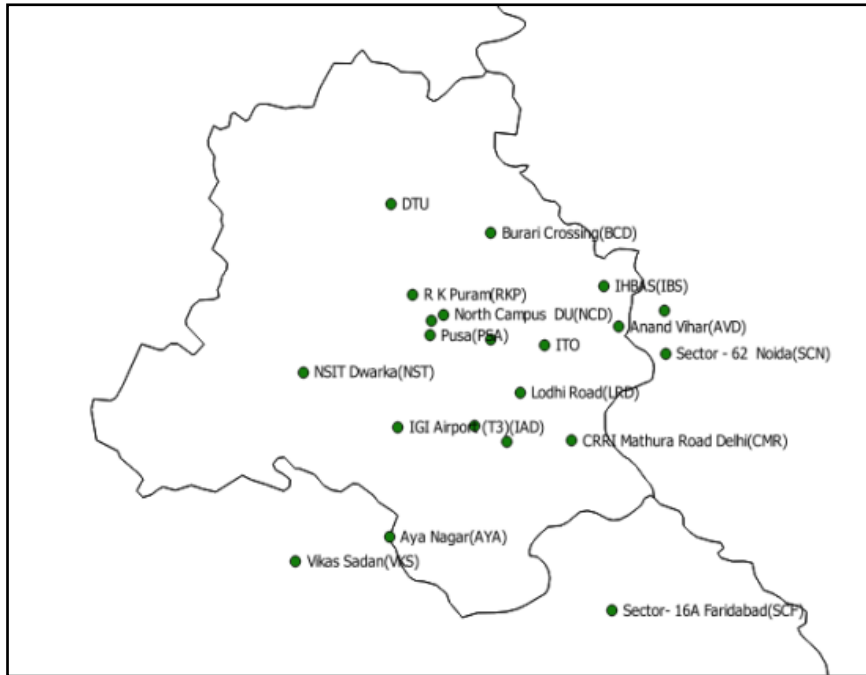 DTU
Burari Crossing(BCD)
IHBAS(IBS)
R K Puram(RKP)
North Campus DU(NCD)
Anand Vihar(AVD)
Pusa(PSA)
ITO
Sector - 62 Noida(SCN)
NSIT Dwarka(NST)
Lodhi Road(LRD)
IGI Airport (T3)(IAD)
CRRI Mathura Road Delhi(CMR)
Aya Nagar(AYA)
Vikas Sadan(VKS)
Sector- 16A Faridabad(SCF)